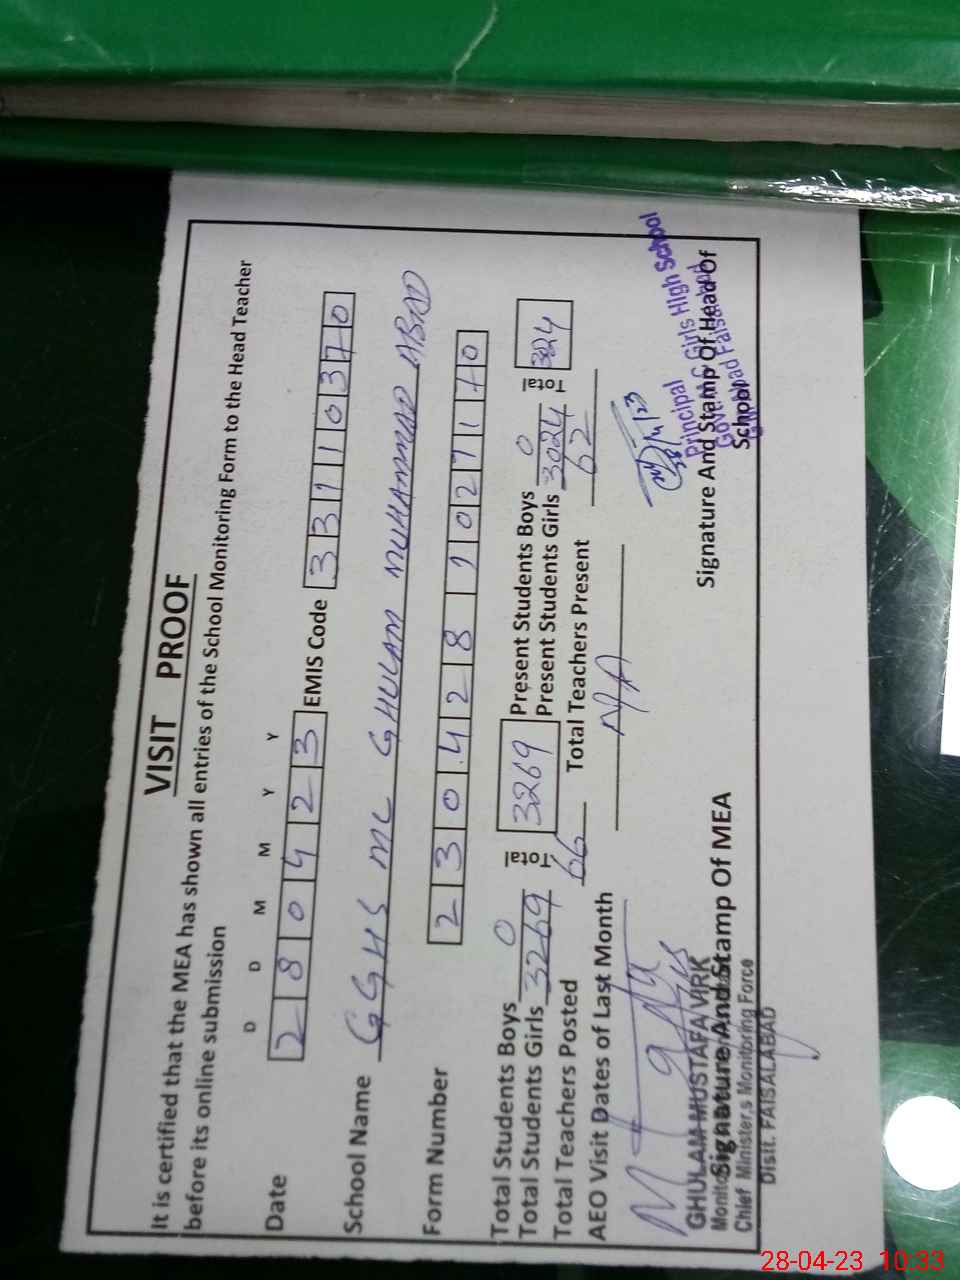 VISIT PROOF
It is certified that the MEA has shown all entries of the School Monitoring Form to the Head Teacher
before its online submission
D D M M Y Y
Date 2 8 0 4 2 3 EMIS Code 3 3 1 1 0 3 7 0
School Name GGHS MC GHULAM MUHAMMAD ABAD
Form Number 2 3 0 4 2 8 1 0 2 7 1 1 0
Total Students Boys 0 Total 3269 Present Students Boys 0 Total
Total Students Girls 3269 Present Students Girls 3024
Total Teachers Posted 66 Total Teachers Present 62
AEO Visit Dates of Last Month N/A
GHULAM MUSTAFA VIRK
Signature And Stamp Of MEA
Chief Minister,s Monitoring Force
Distt. FAISALABAD
Principal
Girls High School
Signature And Stamp Of Head Of
School
28-04-23 10:33